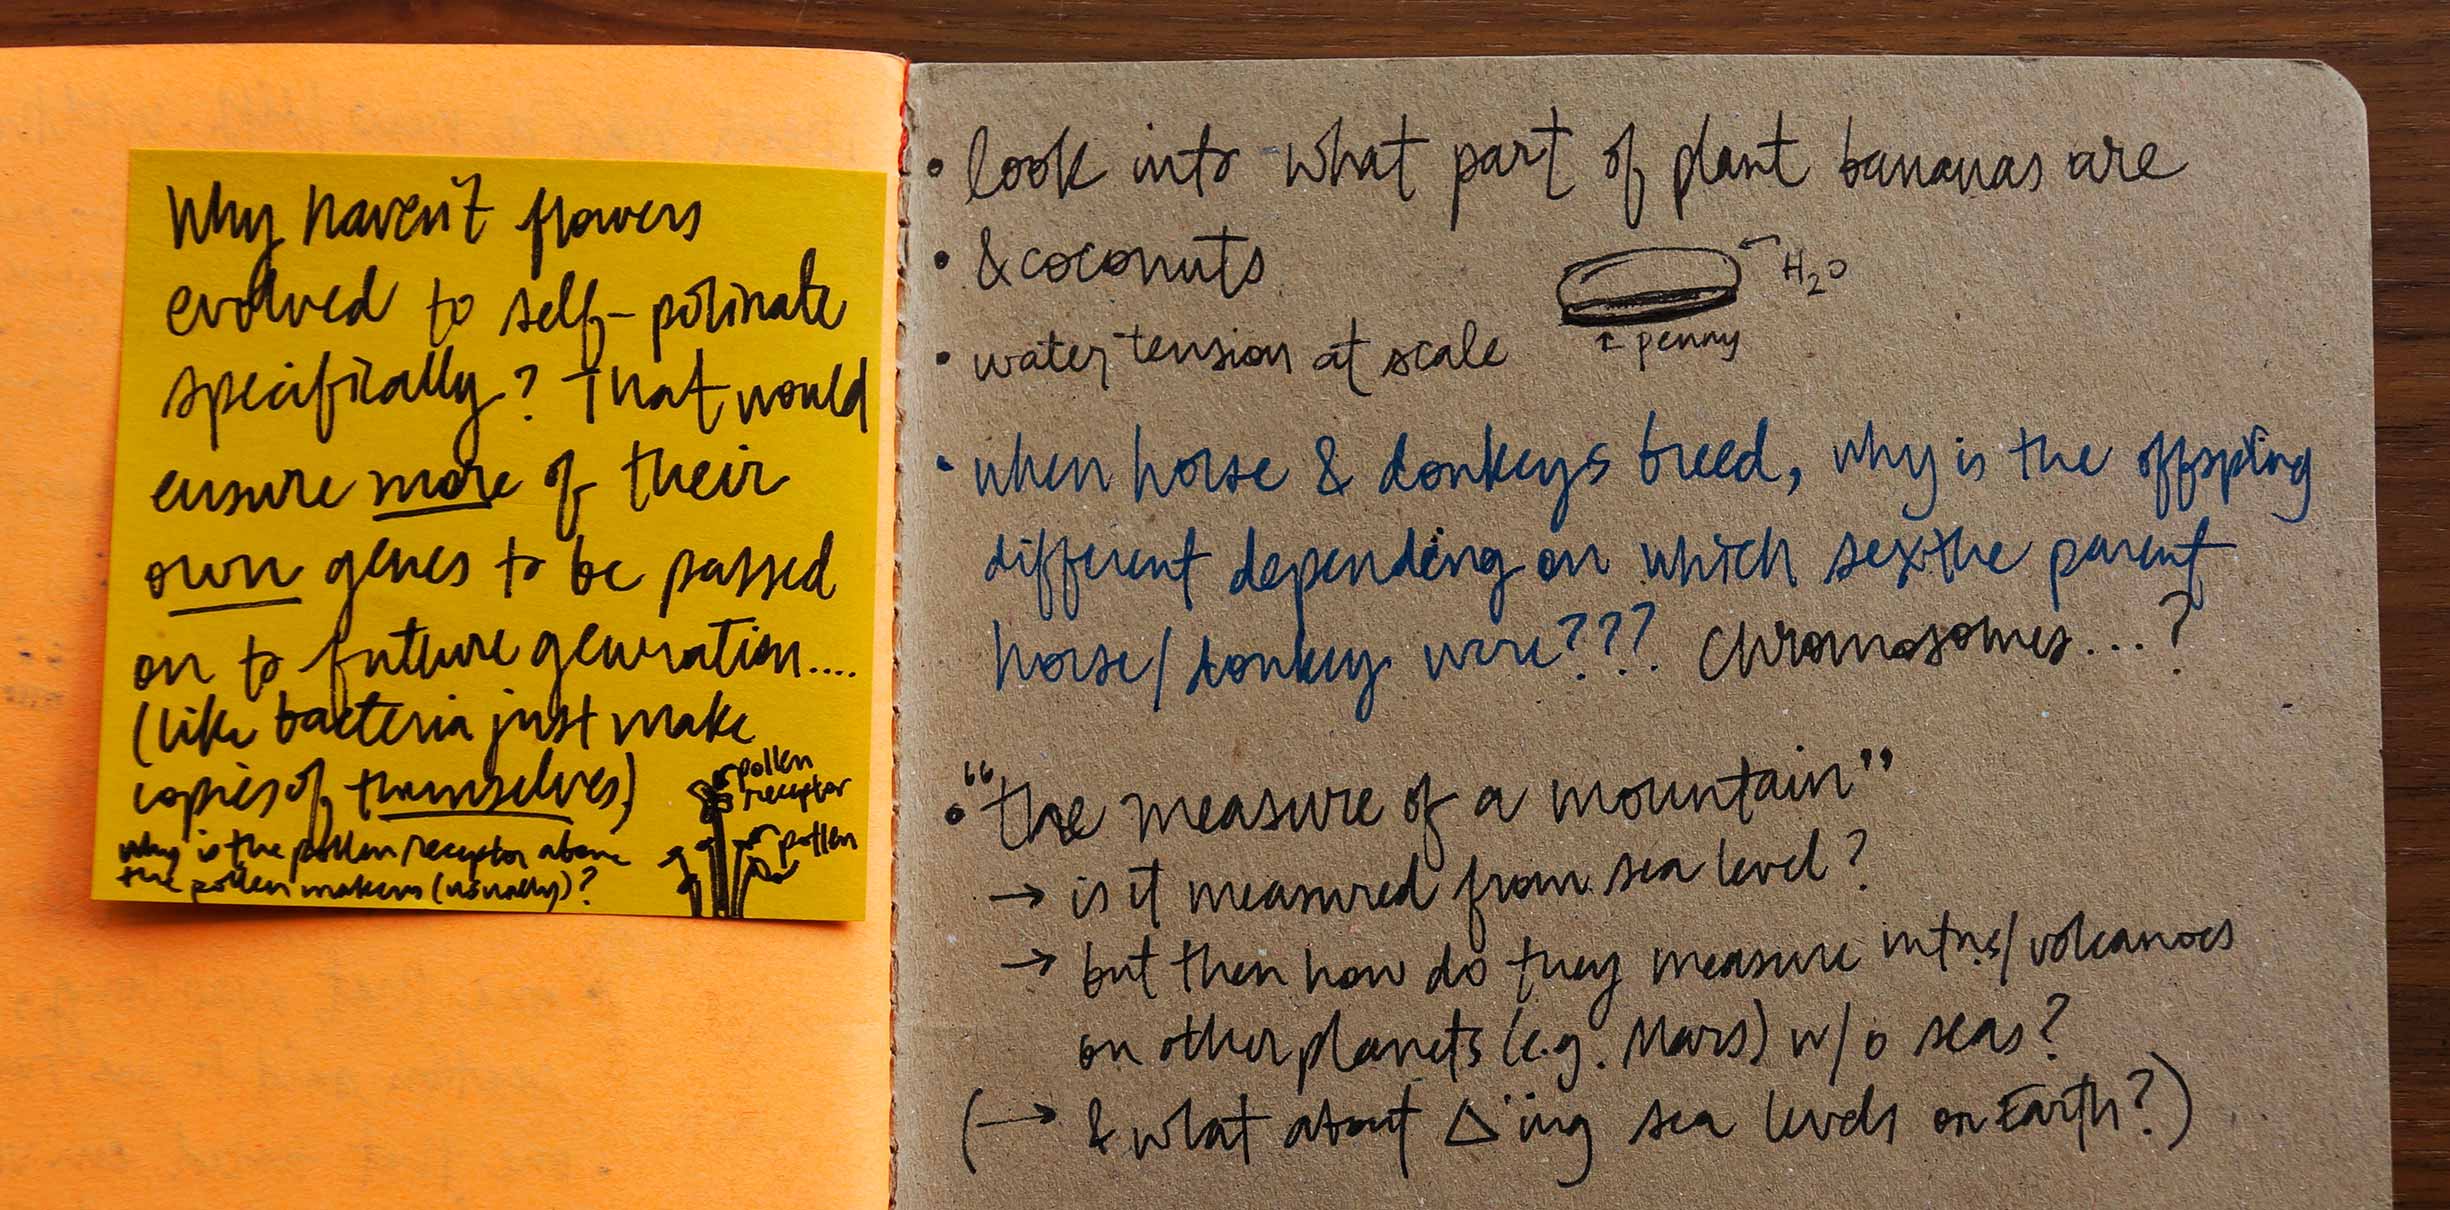 Why haven't flowers
evolved to self-polinate
specifically? That would
ensure more of their
own genes to be passed
on to future generation....
(like bacteria just make
copies of themselves)
pollen
receptor
pollen
why is the pollen receptor above
the pollen makers (usually)?
• look into what part of plant bananas are
• & coconuts
H₂O
• water tension at scale
↑ penny
• when horse & donkeys breed, why is the offspring
different depending on which sex the parent
horse/donkey were??? Chromosomes...?
• "the measure of a mountain"
→ is it measured from sea level?
→ but then how do they measure mtns/volcanoes
on other planets (e.g. Mars) w/o seas?
(→ & what about Δ'ing sea levels on Earth?)